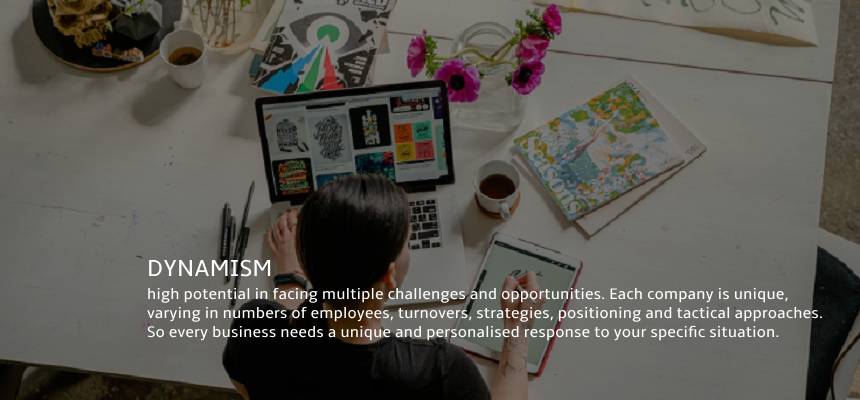 DYNAMISM
high potential in facing multiple challenges and opportunities. Each company is unique,
varying in numbers of employees, turnovers, strategies, positioning and tactical approaches.
So every business needs a unique and personalised response to your specific situation.